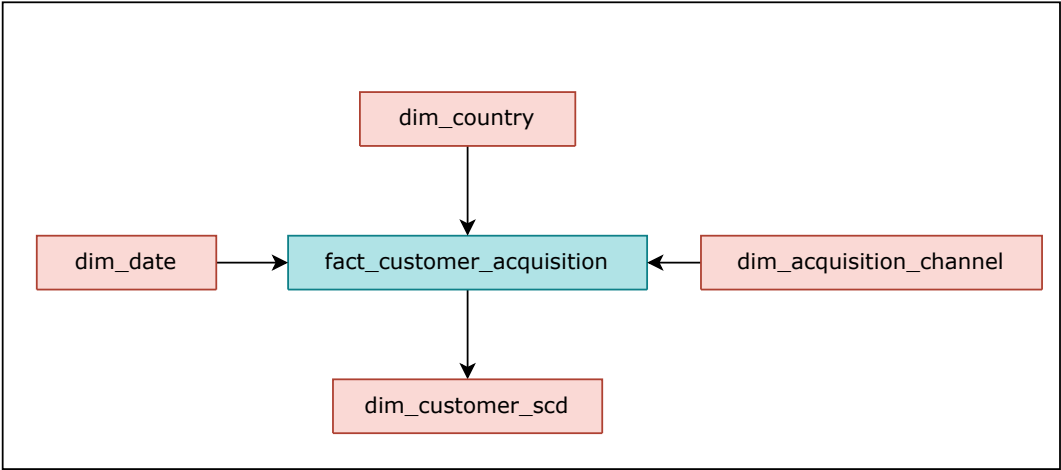 dim_country
dim_date
fact_customer_acquisition
dim_acquisition_channel
dim_customer_scd